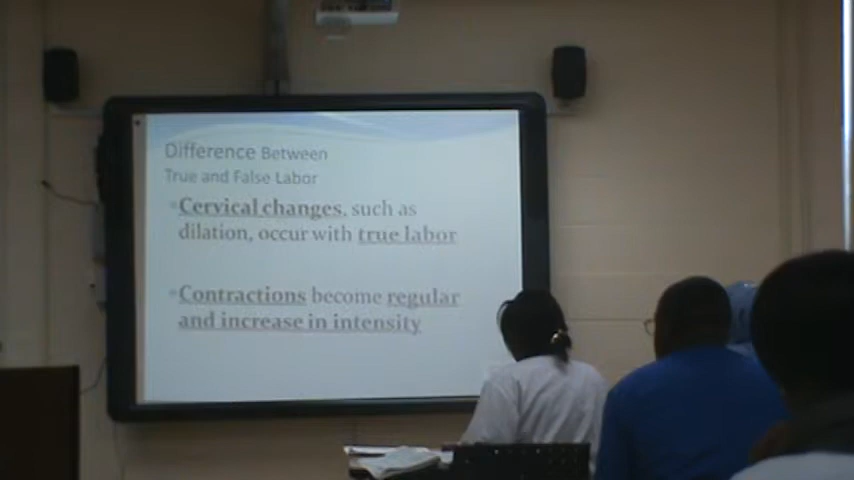 Difference Between
True and False Labor
Cervical changes, such as
dilation, occur with true labor
Contractions become regular
and increase in intensity